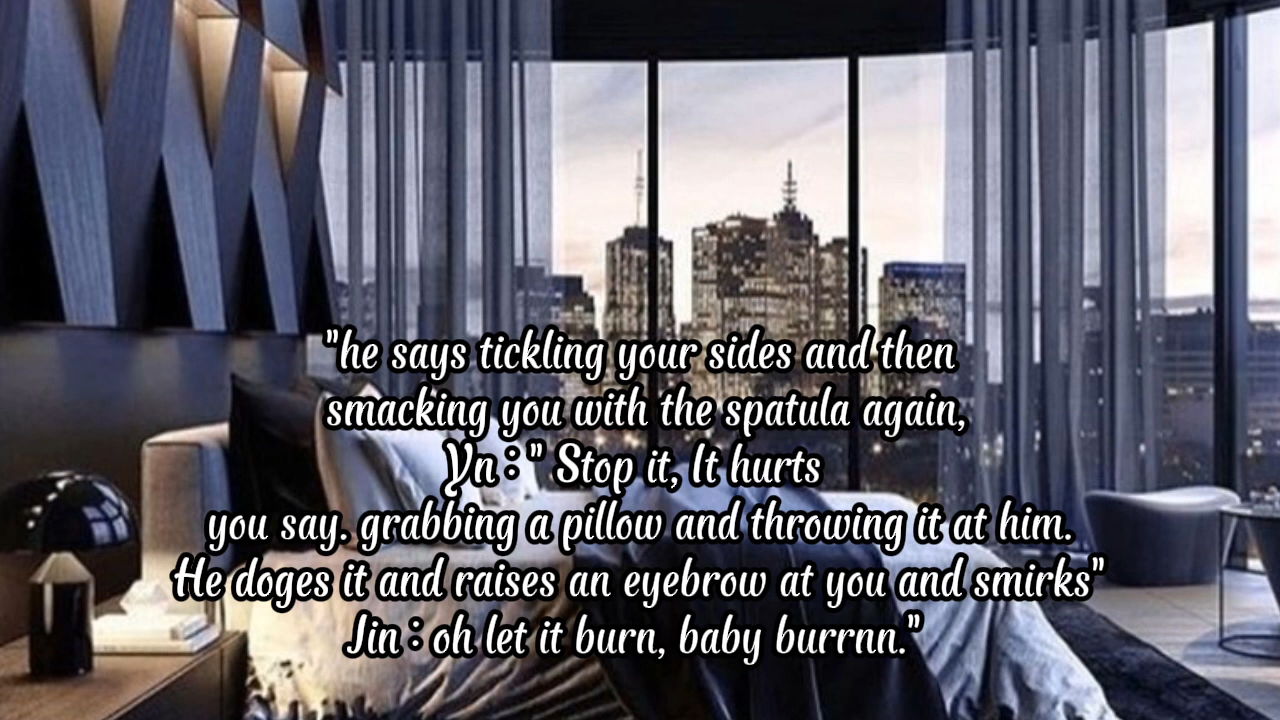 "he says tickling your sides and then
smacking you with the spatula again,
Yn : " Stop it, It hurts
you say. grabbing a pillow and throwing it at him.
He doges it and raises an eyebrow at you and smirks"
Jin : oh let it burn, baby burrnn."